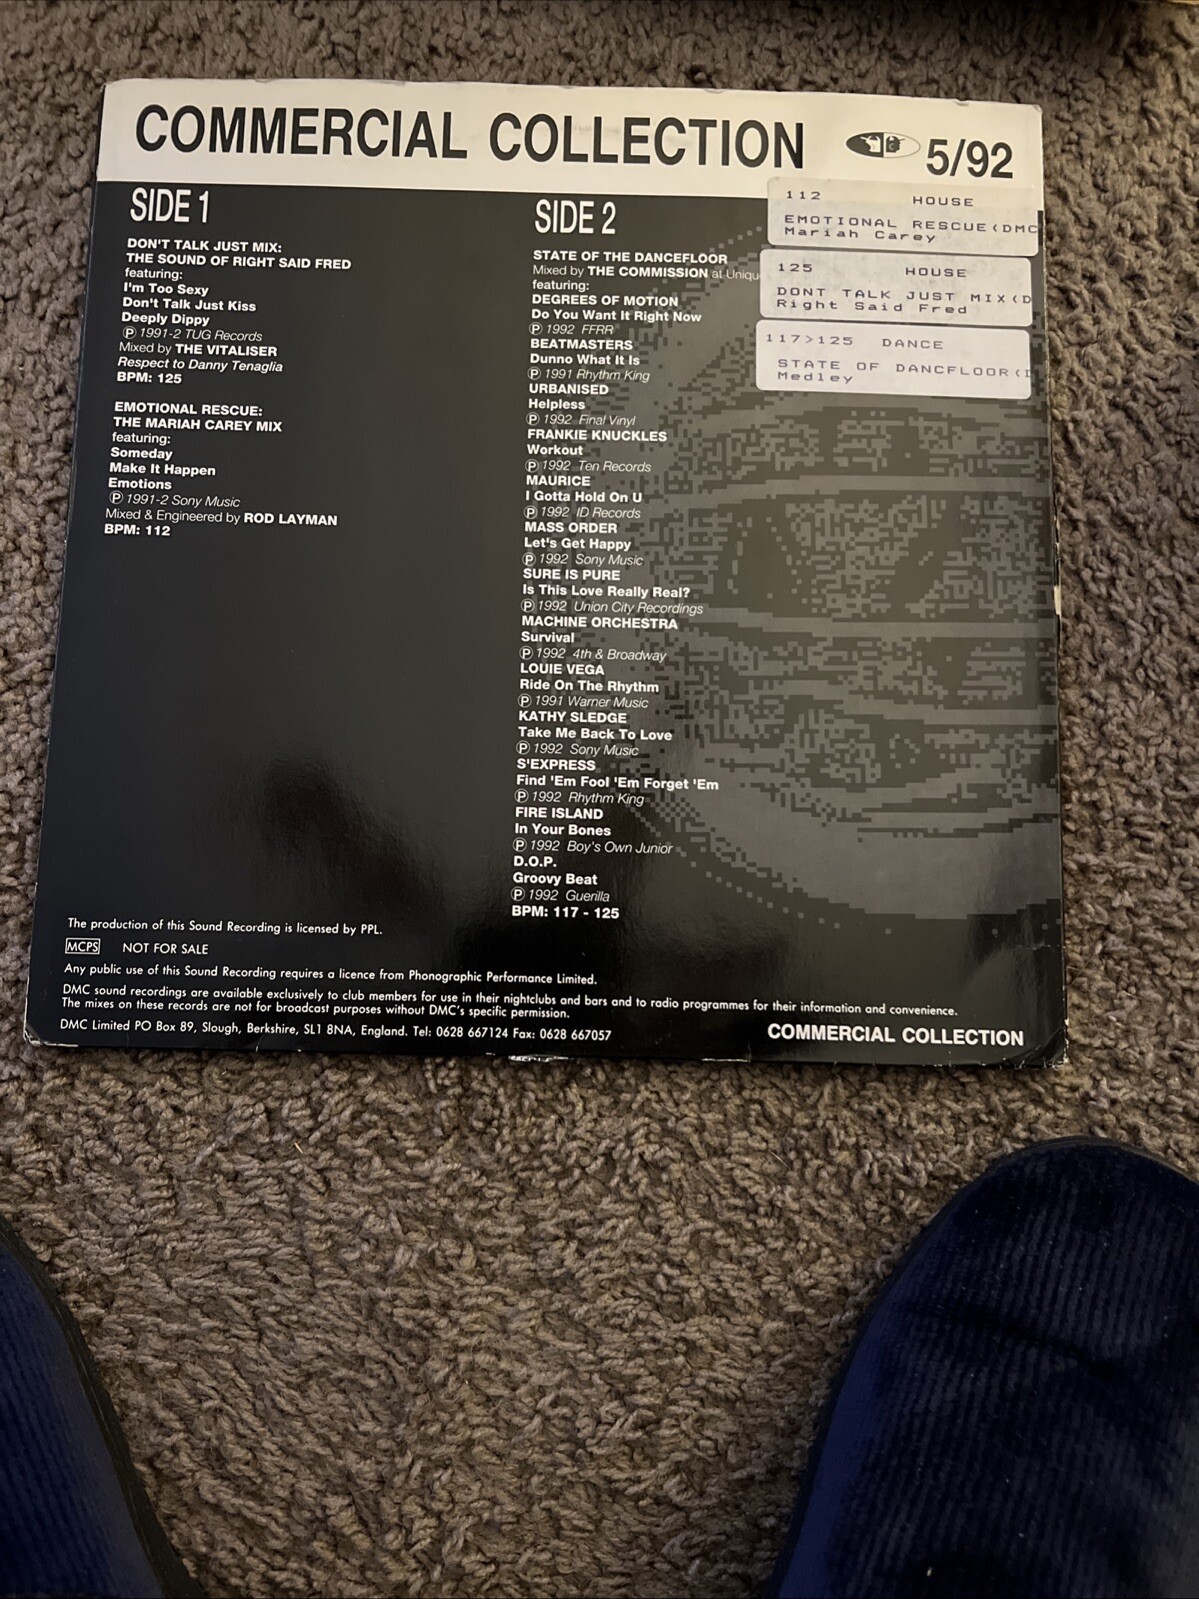 COMMERCIAL COLLECTION 5/92
SIDE 1
DON'T TALK JUST MIX:
THE SOUND OF RIGHT SAID FRED
featuring:
I'm Too Sexy
Don't Talk Just Kiss
Deeply Dippy
℗ 1991-2 TUG Records
Mixed by THE VITALISER
Respect to Danny Tenaglia
BPM: 125
EMOTIONAL RESCUE:
THE MARIAH CAREY MIX
featuring:
Someday
Make It Happen
Emotions
℗ 1991-2 Sony Music
Mixed & Engineered by ROD LAYMAN
BPM: 112
SIDE 2
STATE OF THE DANCEFLOOR
Mixed by THE COMMISSION at Uniqu
featuring:
DEGREES OF MOTION
Do You Want It Right Now
℗ 1992 FFRR
BEATMASTERS
Dunno What It Is
℗ 1991 Rhythm King
URBANISED
Helpless
℗ 1992 Final Vinyl
FRANKIE KNUCKLES
Workout
℗ 1992 Ten Records
MAURICE
I Gotta Hold On U
℗ 1992 ID Records
MASS ORDER
Let's Get Happy
℗ 1992 Sony Music
SURE IS PURE
Is This Love Really Real?
℗ 1992 Union City Recordings
MACHINE ORCHESTRA
Survival
℗ 1992 4th & Broadway
LOUIE VEGA
Ride On The Rhythm
℗ 1991 Warner Music
KATHY SLEDGE
Take Me Back To Love
℗ 1992 Sony Music
S'EXPRESS
Find 'Em Fool 'Em Forget 'Em
℗ 1992 Rhythm King
FIRE ISLAND
In Your Bones
℗ 1992 Boy's Own Junior
D.O.P.
Groovy Beat
℗ 1992 Guerilla
BPM: 117 - 125
112 HOUSE
EMOTIONAL RESCUE(DMC
Mariah Carey
125 HOUSE
DONT TALK JUST MIX(D
Right Said Fred
117>125 DANCE
STATE OF DANCFLOOR(D
Medley
The production of this Sound Recording is licensed by PPL.
MCPS NOT FOR SALE
Any public use of this Sound Recording requires a licence from Phonographic Performance Limited.
DMC sound recordings are available exclusively to club members for use in their nightclubs and bars and to radio programmes for their information and convenience.
The mixes on these records are not for broadcast purposes without DMC's specific permission.
DMC Limited PO Box 89, Slough, Berkshire, SL1 8NA, England. Tel: 0628 667124 Fax: 0628 667057
COMMERCIAL COLLECTION